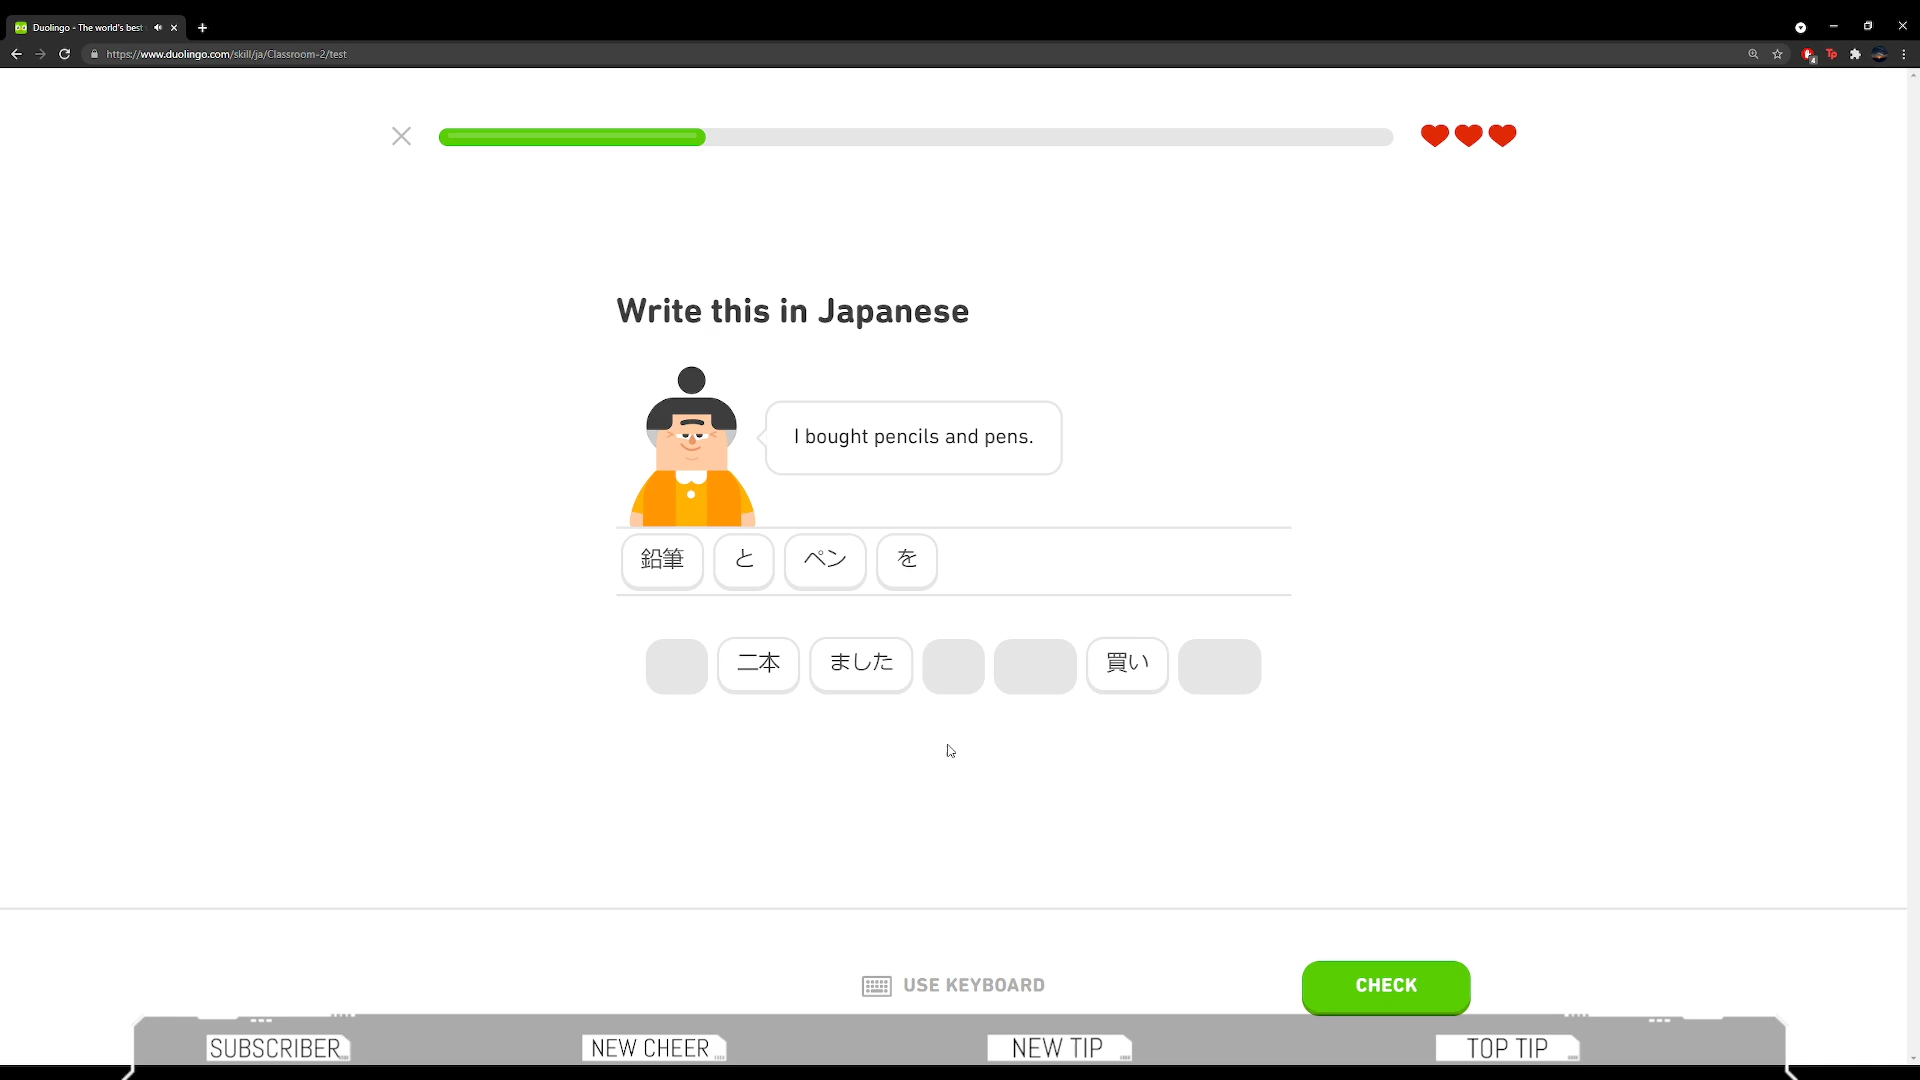 Duolingo - The world's best
https://www.duolingo.com/skill/ja/Classroom-2/test
4
Tp
Write this in Japanese
I bought pencils and pens.
鉛筆 と ペン を
二本 ました 買い
USE KEYBOARD
CHECK
SUBSCRIBER
NEW CHEER
NEW TIP
TOP TIP